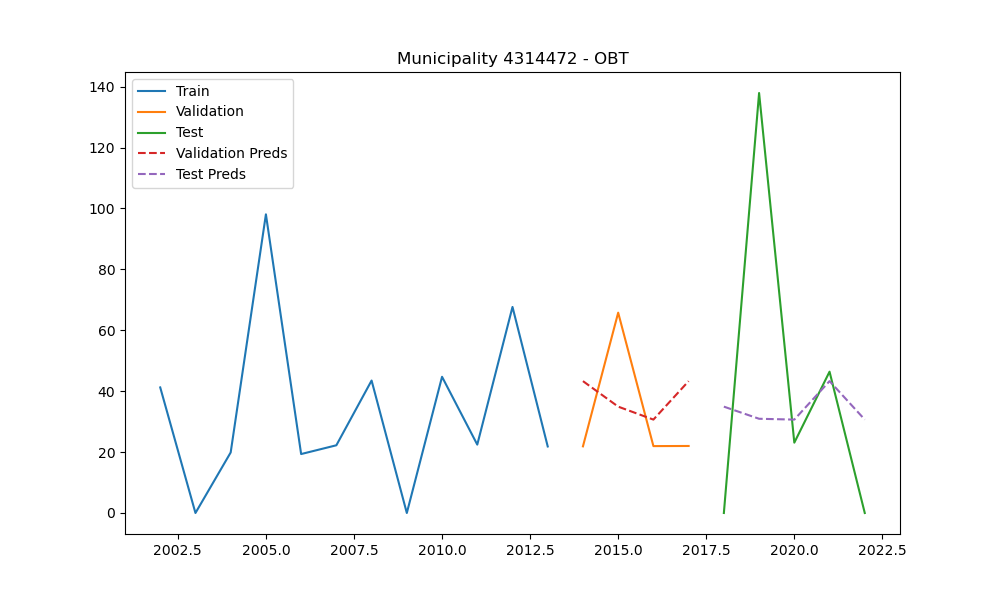 Municipality 4314472 - OBT
140
120
100
80
60
40
20
0
Train
Validation
Test
Validation Preds
Test Preds
2002.5 2005.0 2007.5 2010.0 2012.5 2015.0 2017.5 2020.0 2022.5